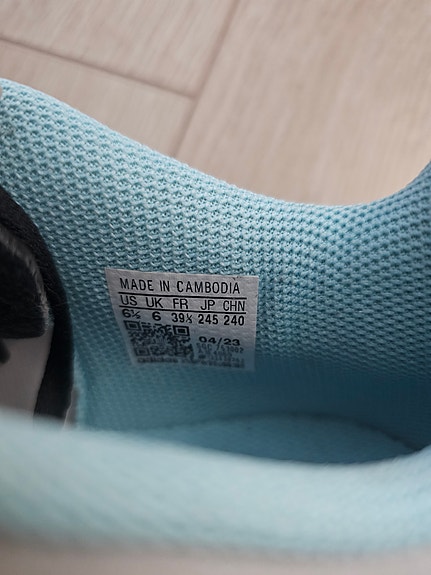 MADE IN CAMBODIA
US UK FR JP CHN
6½ 6 39⅓ 245 240
04/23